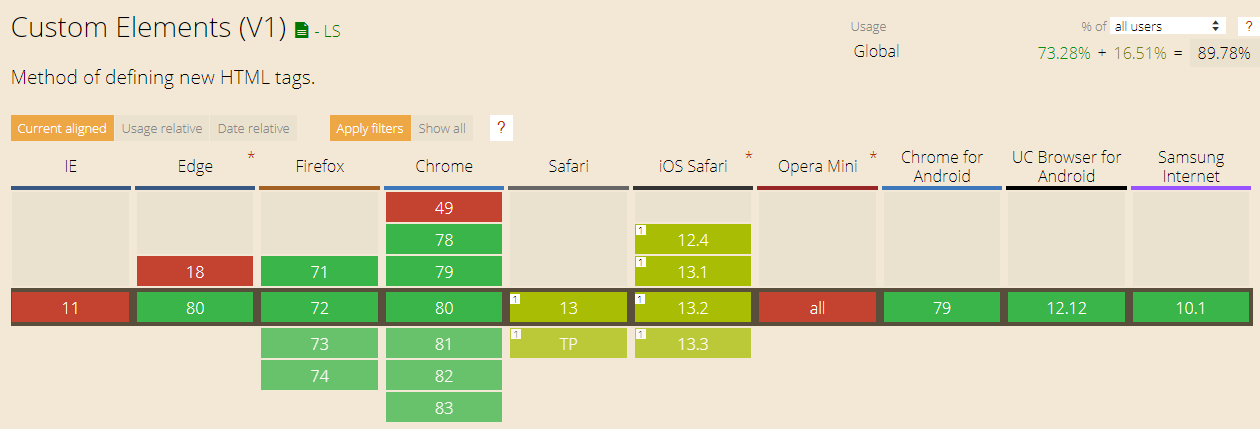 Custom Elements (V1) - LS
Usage % of all users ?
Global 73.28% + 16.51% = 89.78%
Method of defining new HTML tags.
Current aligned Usage relative Date relative Apply filters Show all ?
IE Edge * Firefox Chrome Safari iOS Safari * Opera Mini * Chrome for Android UC Browser for Android Samsung Internet
49
78 1 12.4
18 71 79 1 13.1
11 80 72 80 1 13 1 13.2 all 79 12.12 10.1
73 81 1 TP 1 13.3
74 82
83